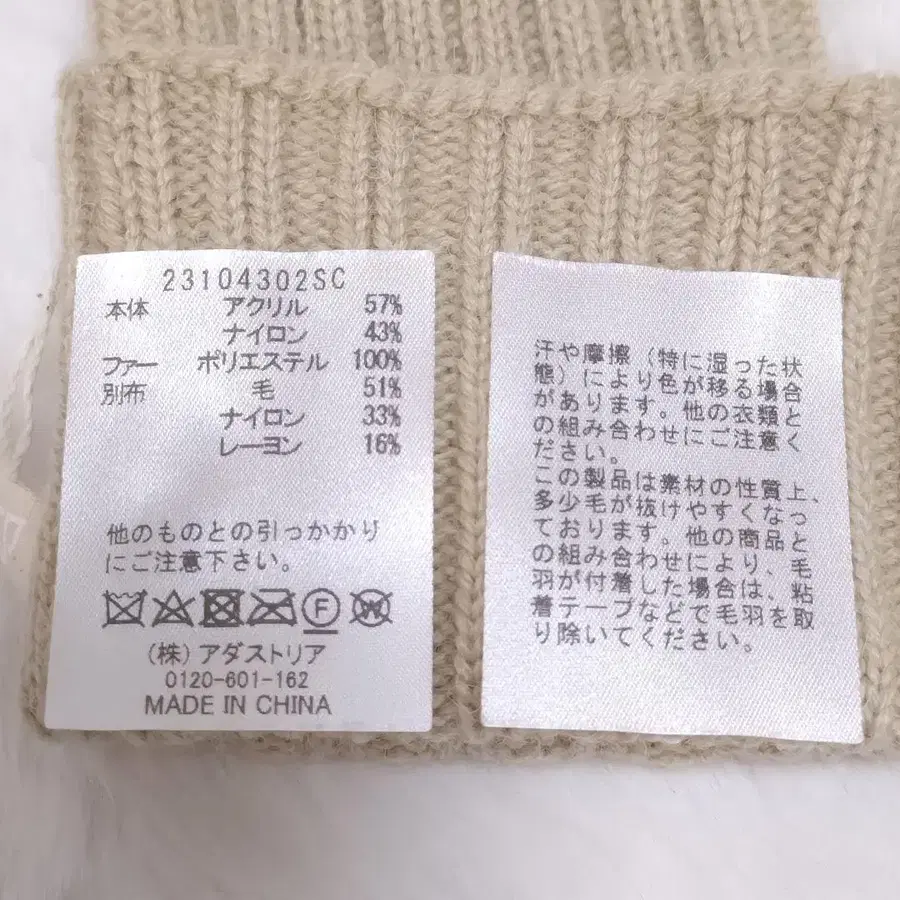 23104302SC
本体 アクリル 57%
ナイロン 43%
ファー ポリエステル 100%
別布 毛 51%
ナイロン 33%
レーヨン 16%
他のものとの引っかかり
にご注意下さい。
F W
(株)アダストリア
0120-601-162
MADE IN CHINA
汗や摩擦(特に湿った状
態)により色が移る場合
があります。他の衣類と
の組み合わせにご注意く
ださい。
この製品は素材の性質上、
多少毛が抜けやすくなっ
ております。他の商品と
の組み合わせにより、毛
羽が付着した場合は、粘
着テープなどで毛羽を取
り除いてください。